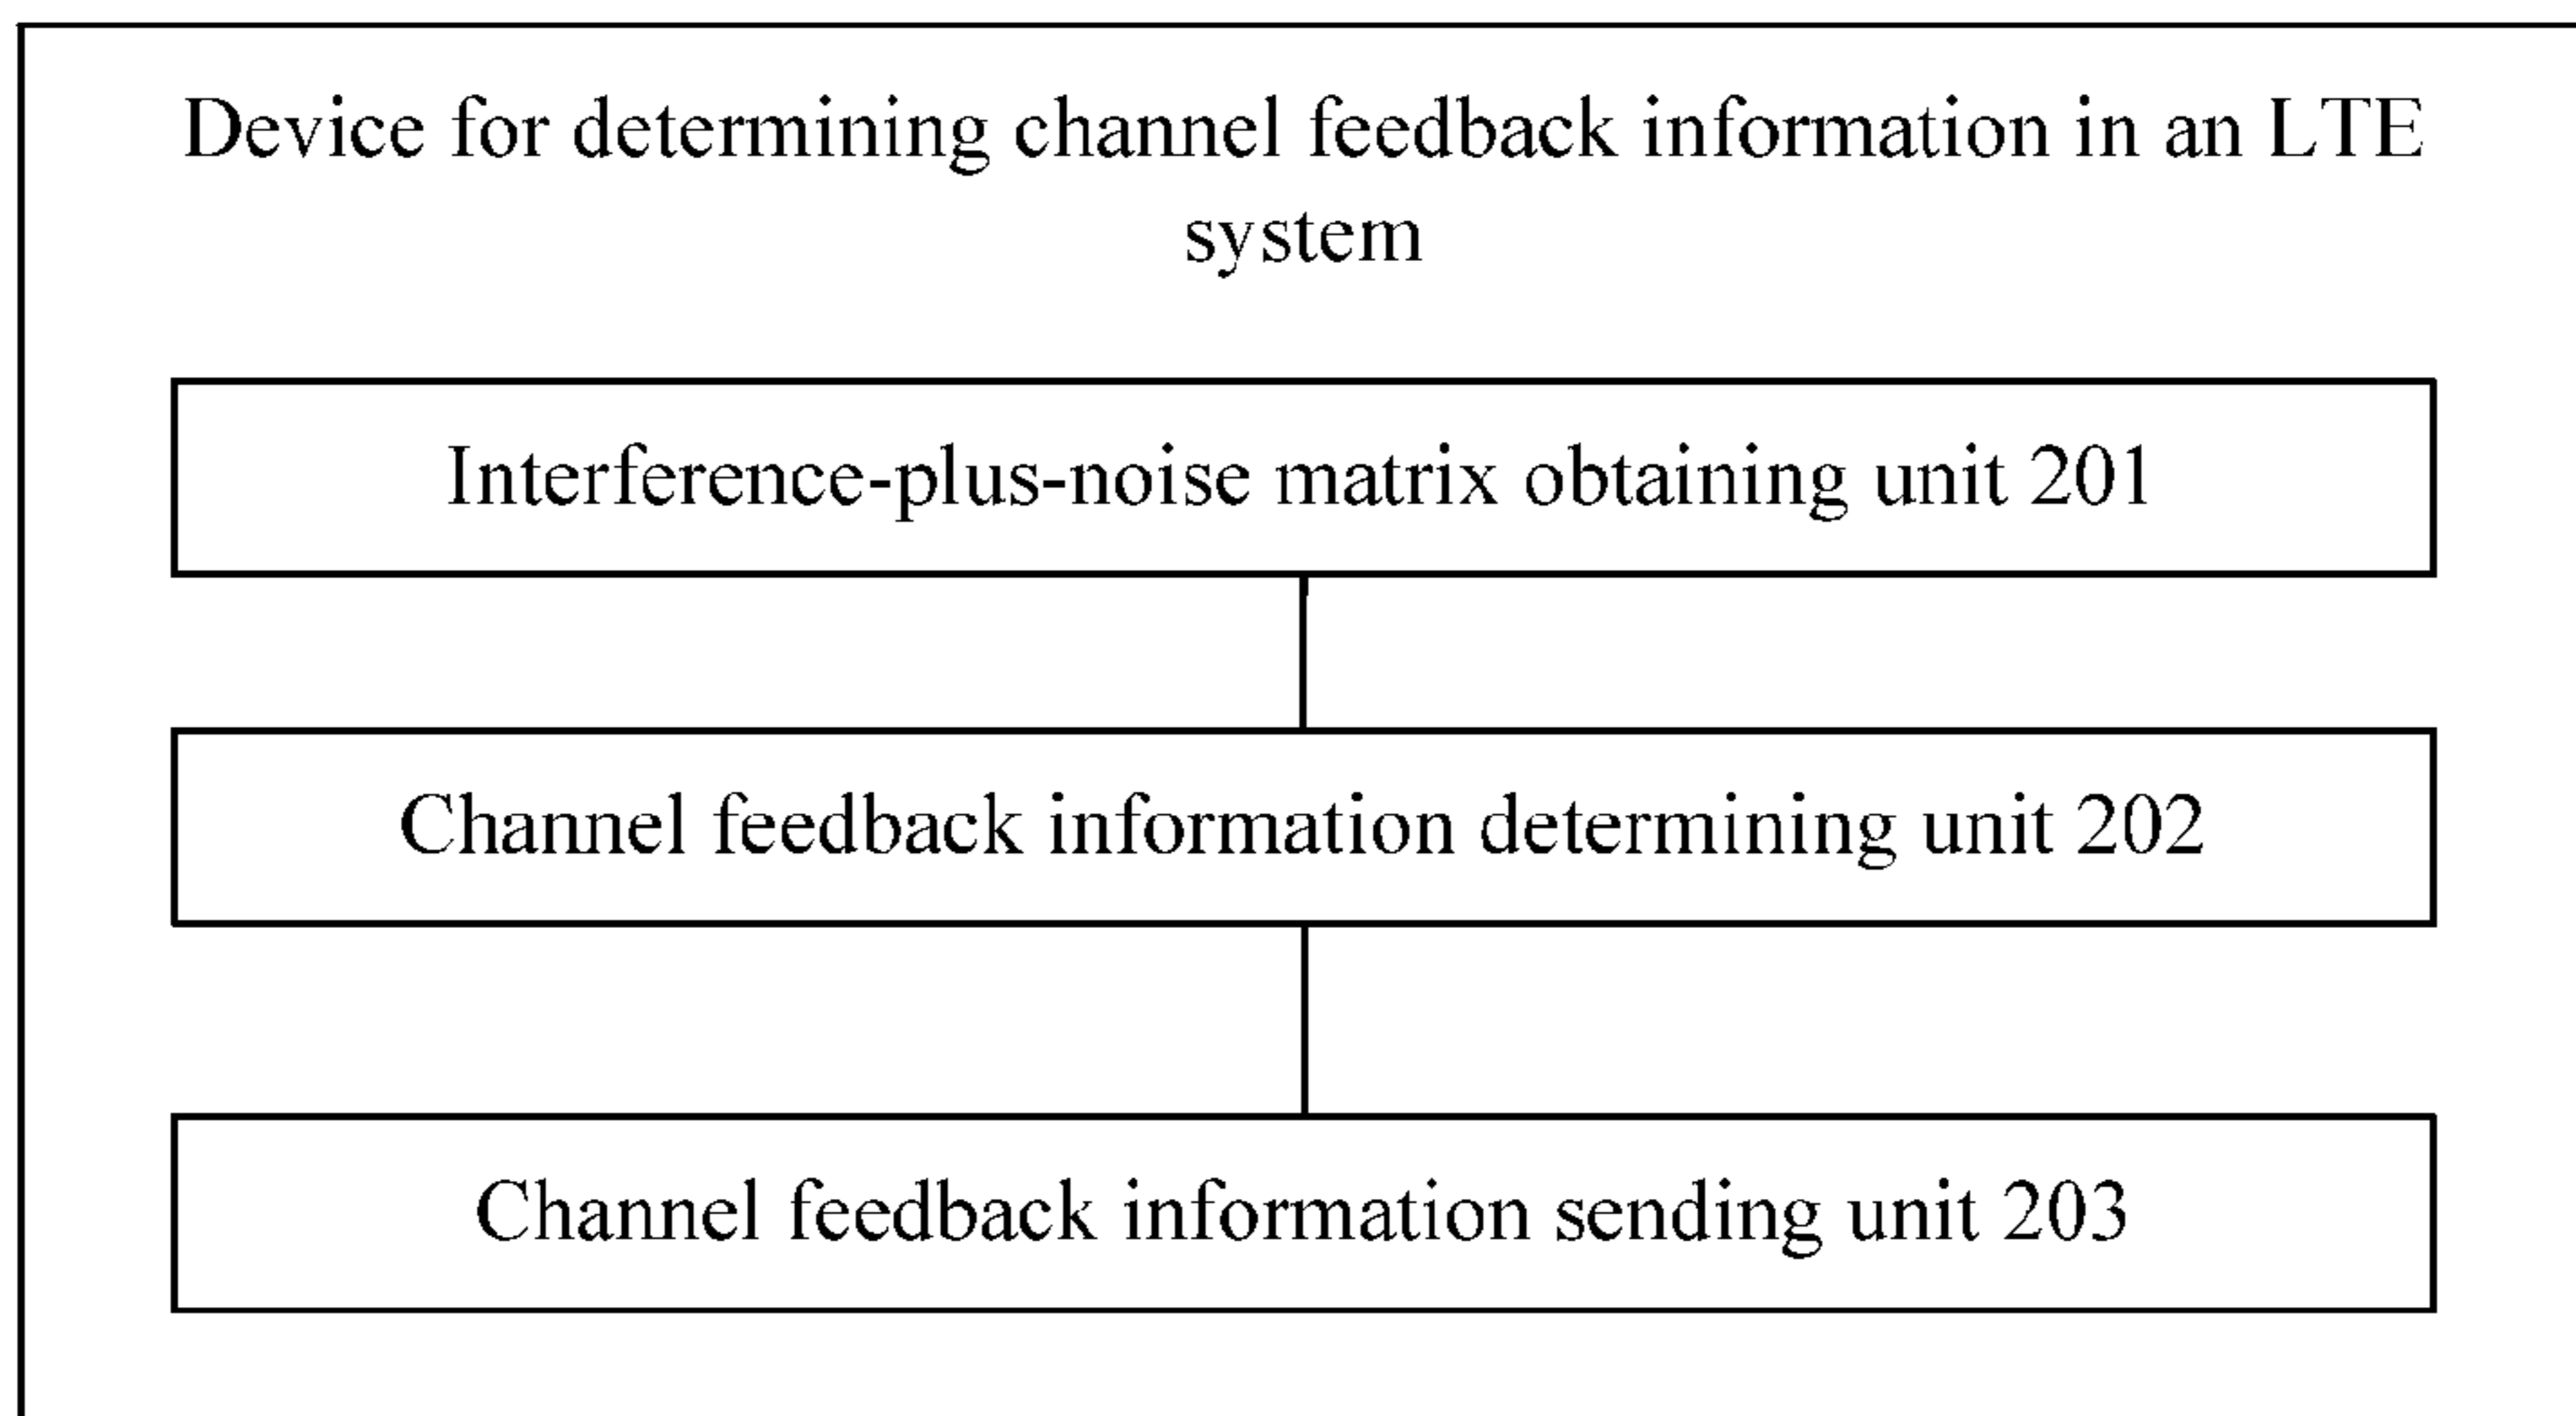 Device for determining channel feedback information in an LTE
system
Interference-plus-noise matrix obtaining unit 201
Channel feedback information determining unit 202
Channel feedback information sending unit 203